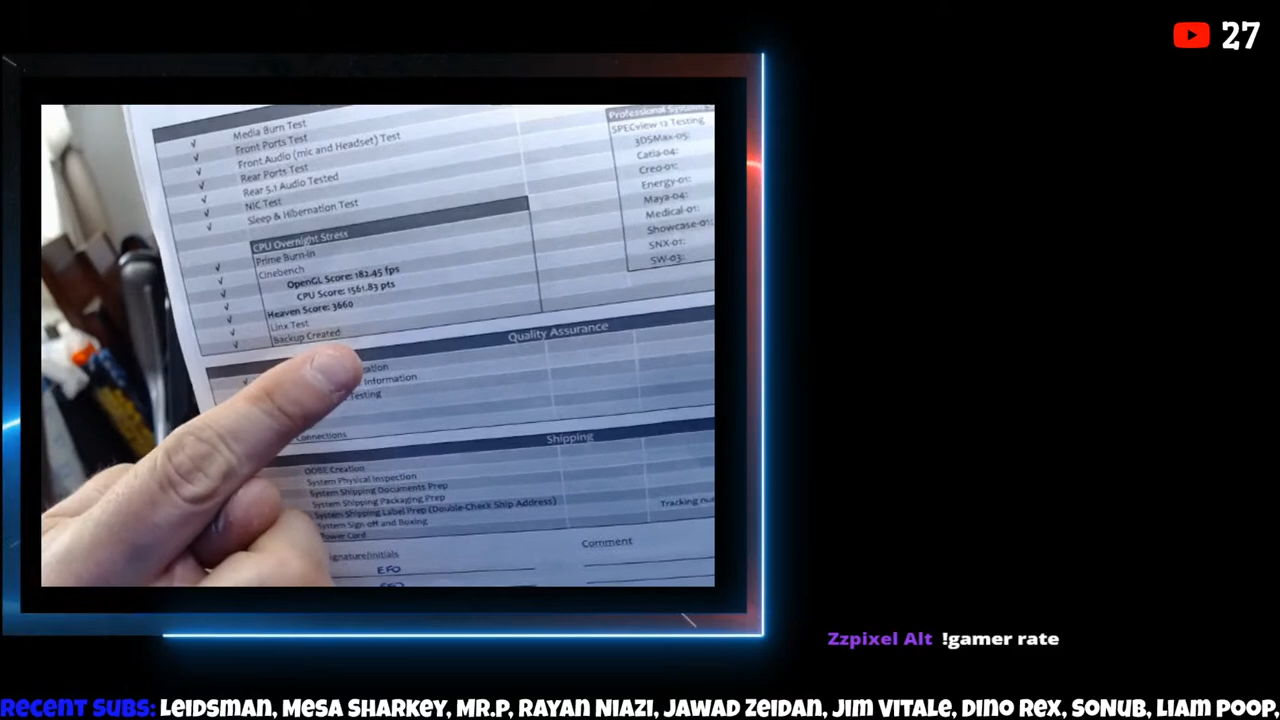 27
Media Burn Test
Front Ports Test
Front Audio (mic and Headset) Test
Rear Ports Test
Rear 5.1 Audio Tested
NIC Test
Sleep & Hibernation Test
CPU Overnight Stress
Prime Burn-in
Cinebench
OpenGL Score: 182.45 fps
CPU Score: 1561.83 pts
Heaven Score: 3660
Linx Test
Backup Created
Professional Systems
SPECview 12 Testing
3DSMax-05:
Catia-04:
Creo-01:
Energy-01:
Maya-04:
Medical-01:
Showcase-01:
SNX-01:
SW-03:
Quality Assurance
Information
Testing
Connections
Shipping
OOBE Creation
System Physical Inspection
System Shipping Documents Prep
System Shipping Packaging Prep
System Shipping Label Prep (Double-Check Ship Address)
System Sign off and Boxing
Power Cord
Tracking
Signature/Initials
Comment
EFO
Zzpixel Alt !gamer rate
Recent Subs: Leidsman, Mesa Sharkey, MR.P, Rayan Niazi, Jawad Zeidan, Jim Vitale, Dino Rex, SoNuB, Liam Poop,